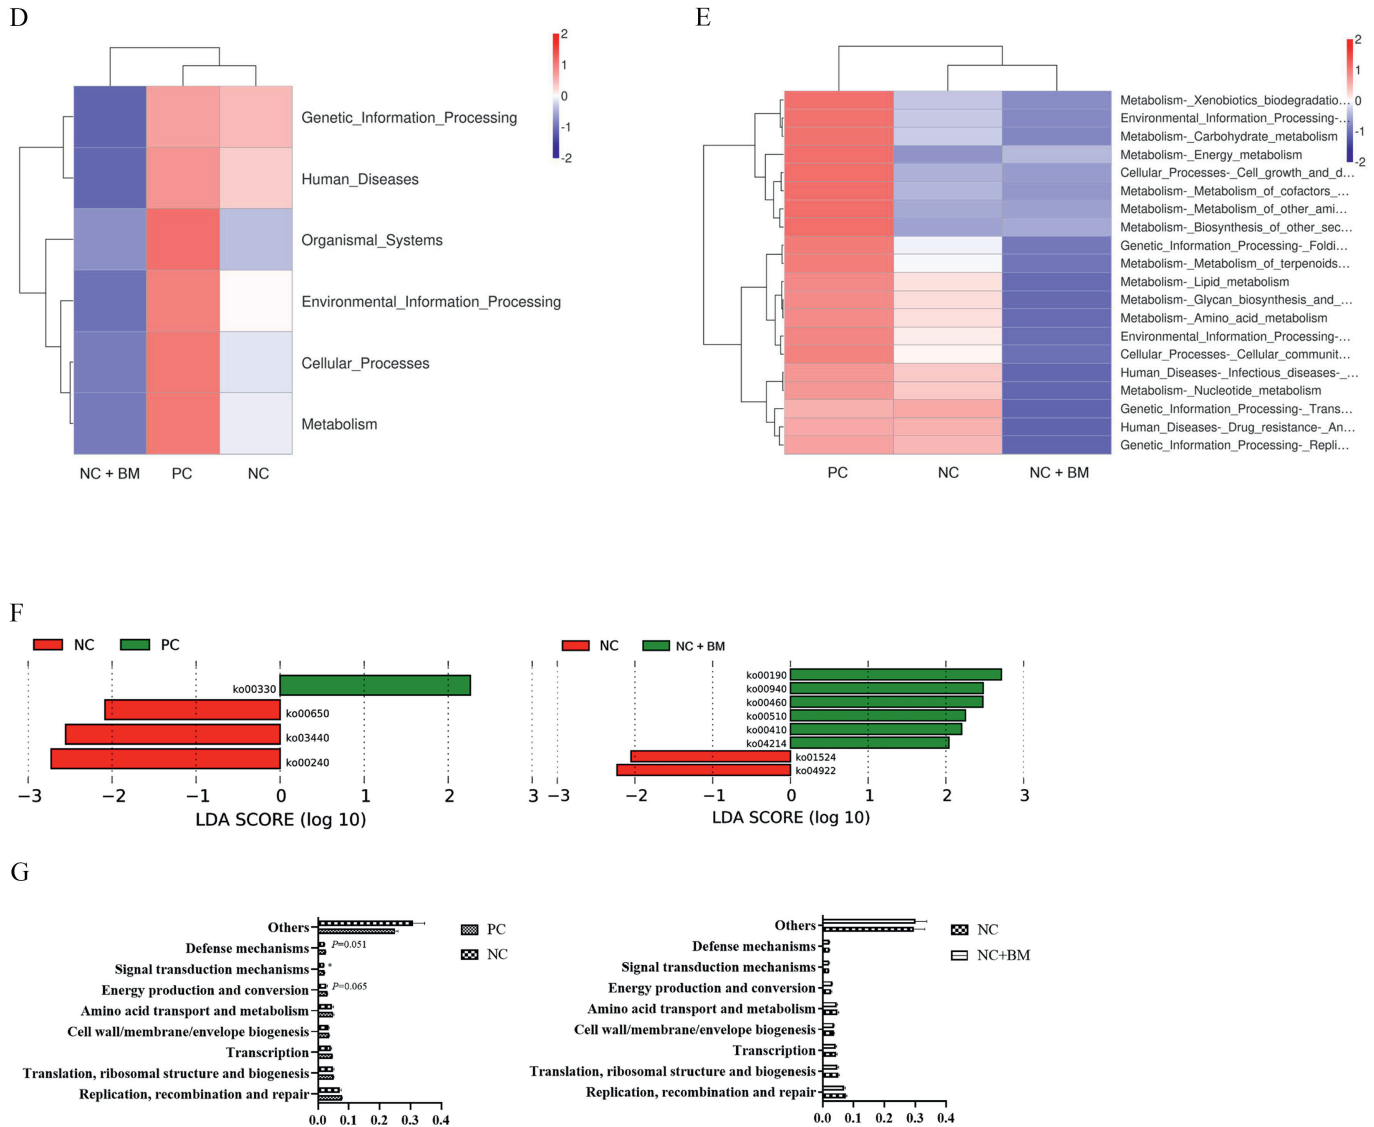 D
2
1
0
-1
-2
Genetic_Information_Processing
Human_Diseases
Organismal_Systems
Environmental_Information_Processing
Cellular_Processes
Metabolism
NC + BM
PC
NC
E
2
1
0
-1
-2
Metabolism-_Xenobiotics_biodegradatio...
Environmental_Information_Processing-...
Metabolism-_Carbohydrate_metabolism
Metabolism-_Energy_metabolism
Cellular_Processes-_Cell_growth_and_d...
Metabolism-_Metabolism_of_cofactors_...
Metabolism-_Metabolism_of_other_ami...
Metabolism-_Biosynthesis_of_other_sec...
Genetic_Information_Processing-_Foldi...
Metabolism-_Metabolism_of_terpenoids...
Metabolism-_Lipid_metabolism
Metabolism-_Glycan_biosynthesis_and_...
Metabolism-_Amino_acid_metabolism
Environmental_Information_Processing-...
Cellular_Processes-_Cellular_communit...
Human_Diseases-_Infectious_diseases-_...
Metabolism-_Nucleotide_metabolism
Genetic_Information_Processing-_Trans...
Human_Diseases-_Drug_resistance-_An...
Genetic_Information_Processing-_Repli...
PC
NC
NC + BM
F
NC
PC
ko00330
ko00650
ko03440
ko00240
−3 −2 −1 0 1 2 3
LDA SCORE (log 10)
NC
NC + BM
ko00190
ko00940
ko00460
ko00510
ko00410
ko04214
ko01524
ko04922
−3 −2 −1 0 1 2 3
LDA SCORE (log 10)
G
Others
Defense mechanisms P=0.051
Signal transduction mechanisms *
Energy production and conversion P=0.065
Amino acid transport and metabolism
Cell wall/membrane/envelope biogenesis
Transcription
Translation, ribosomal structure and biogenesis
Replication, recombination and repair
0.0 0.1 0.2 0.3 0.4
PC
NC
Others
Defense mechanisms
Signal transduction mechanisms
Energy production and conversion
Amino acid transport and metabolism
Cell wall/membrane/envelope biogenesis
Transcription
Translation, ribosomal structure and biogenesis
Replication, recombination and repair
0.0 0.1 0.2 0.3 0.4
NC
NC+BM